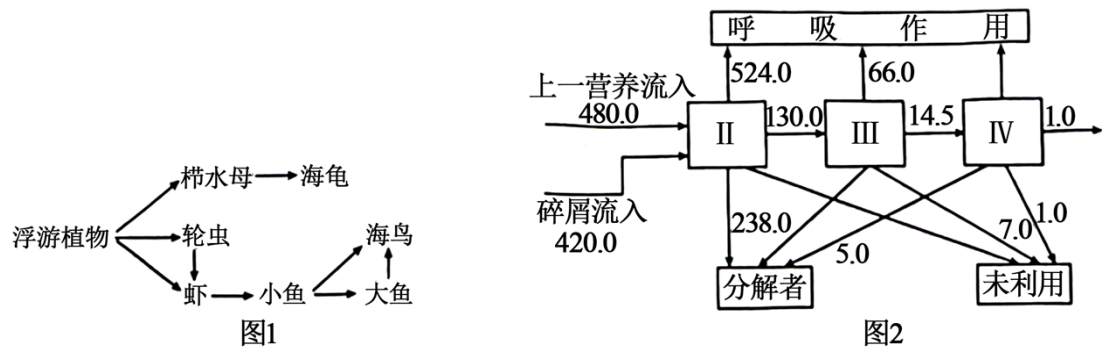 栉水母 海龟
浮游植物 轮虫 海鸟
虾 小鱼 大鱼
图1
呼吸作用
524.0 66.0
上一营养流入
480.0
Ⅱ 130.0 Ⅲ 14.5 Ⅳ 1.0
碎屑流入
420.0
238.0 5.0 7.0 1.0
分解者 未利用
图2